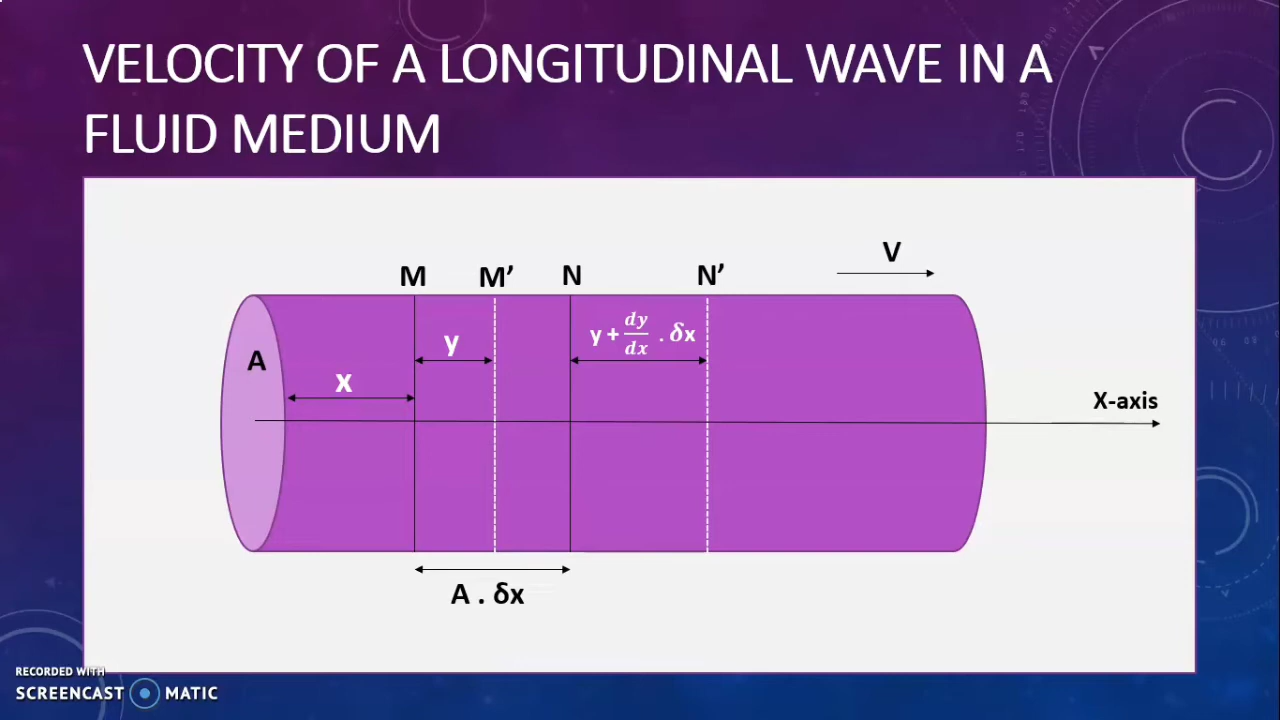 VELOCITY OF A LONGITUDINAL WAVE IN A
FLUID MEDIUM
V
M M’ N N’
y + dy/dx . δx
y
A
x
X-axis
A . δx
RECORDED WITH
SCREENCAST MATIC